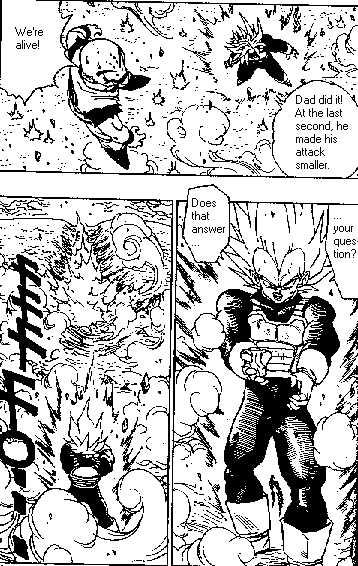 We're
alive!
Dad did it!
At the last
second, he
made his
attack
smaller.
Does
that
answer
your
ques
tion?